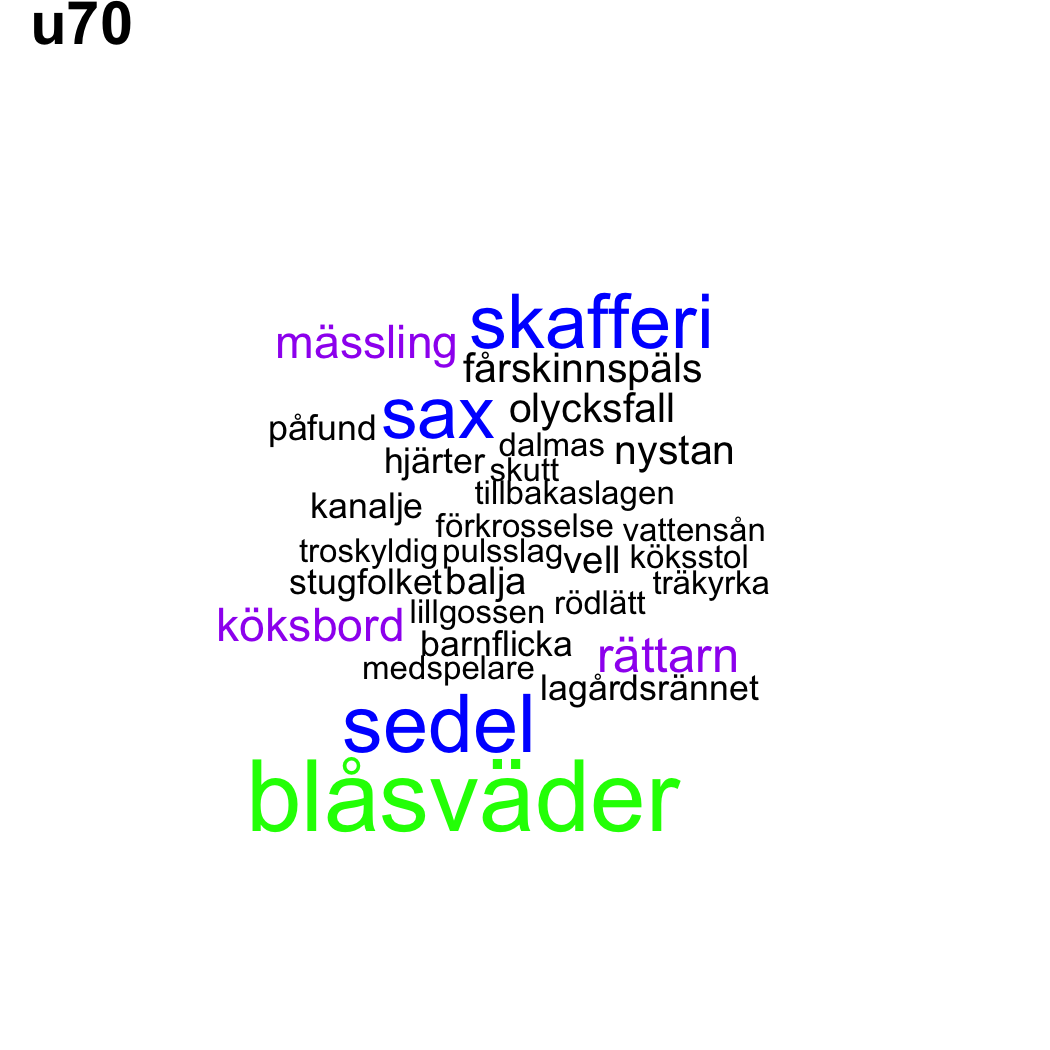 u70
skafferi
mässling
fårskinnspäls
sax olycksfall
påfund
dalmas nystan
hjärter skutt
tillbakaslagen
kanalje
förkrosselse vattensån
troskyldig pulsslag vell köksstol
stugfolket balja träkyrka
lillgossen rödlätt
köksbord
barnflicka rättarn
medspelare
lagårdsrännet
sedel
blåsväder